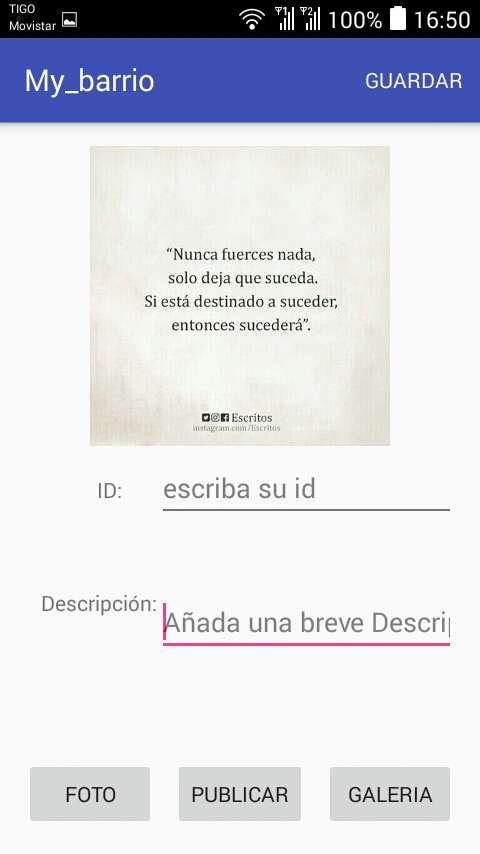 TIGO
Movistar
100% 16:50
My_barrio GUARDAR
“Nunca fuerces nada,
solo deja que suceda.
Si está destinado a suceder,
entonces sucederá”.
Escritos
instagram.com/Escritos
ID: escriba su id
Descripción: Añada una breve Descrip
FOTO PUBLICAR GALERIA